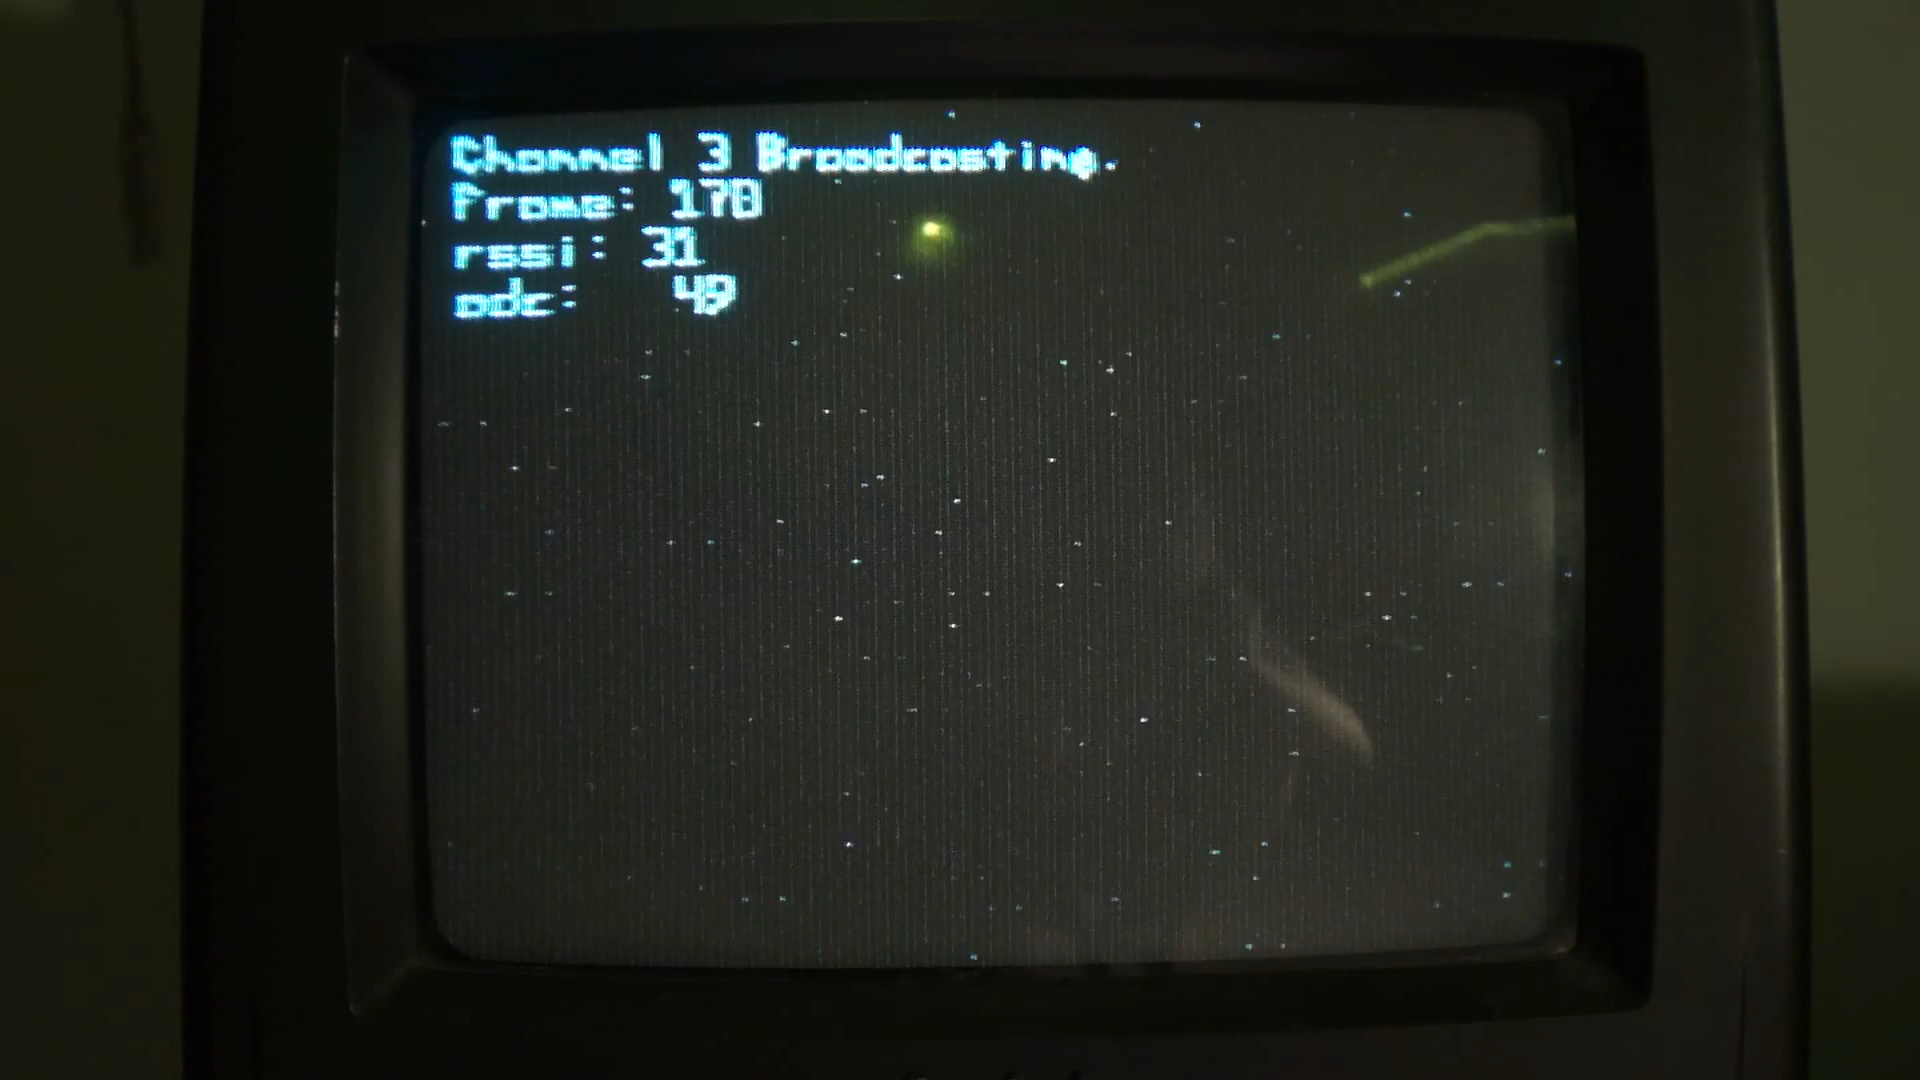 Channel 3 Broadcasting.
Frame: 170
rssi: 31
adc: 49